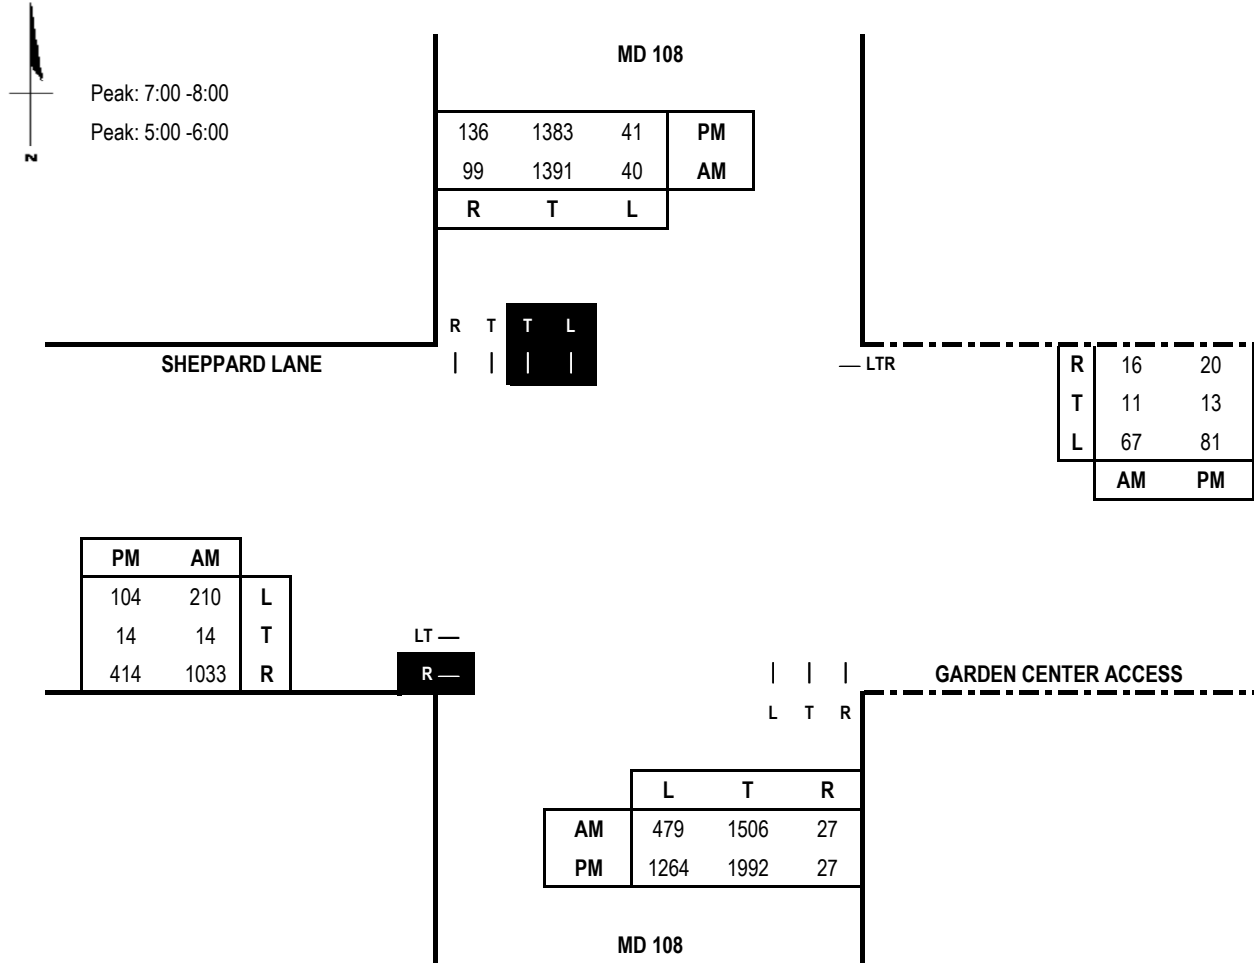 MD 108
Peak: 7:00 -8:00
Peak: 5:00 -6:00
N
136 1383 41 PM
99 1391 40 AM
R T L
R T T L
SHEPPARD LANE
— LTR
R 16 20
T 11 13
L 67 81
AM PM
PM AM
104 210 L
14 14 T
414 1033 R
LT —
R —
GARDEN CENTER ACCESS
L T R
L T R
AM 479 1506 27
PM 1264 1992 27
MD 108